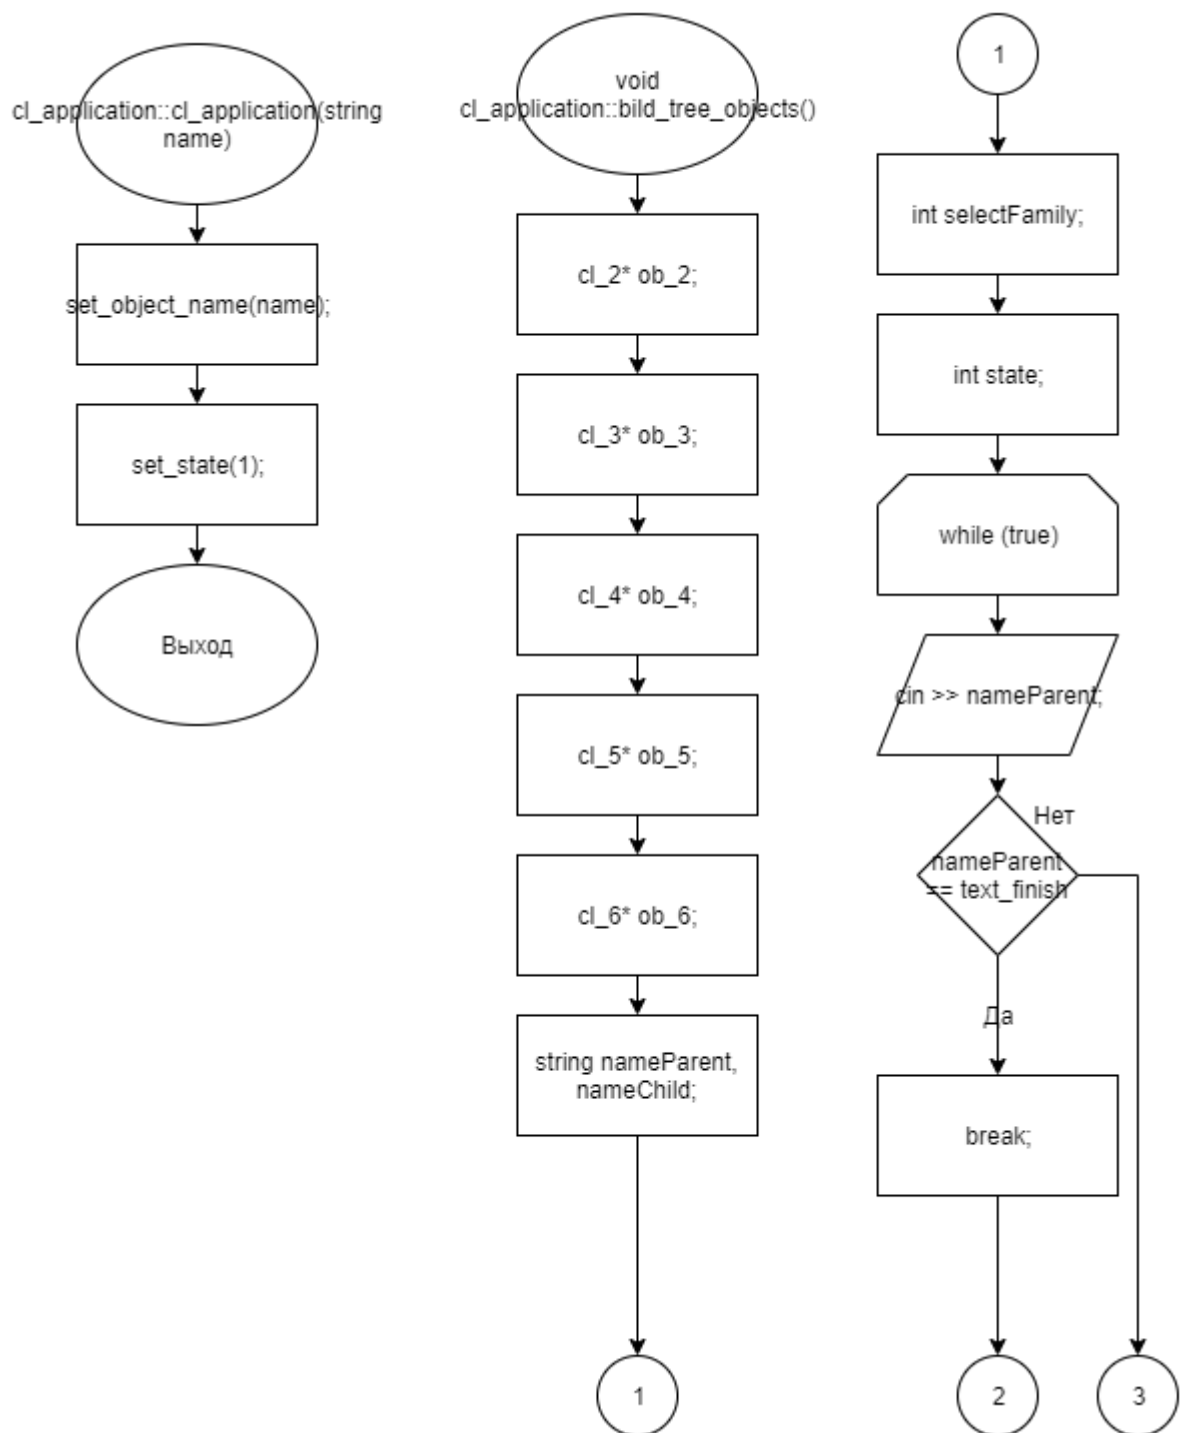 cl_application::cl_application(string
name)
set_object_name(name);
set_state(1);
Выход
void
cl_application::bild_tree_objects()
cl_2* ob_2;
cl_3* ob_3;
cl_4* ob_4;
cl_5* ob_5;
cl_6* ob_6;
string nameParent,
nameChild;
1
1
int selectFamily;
int state;
while (true)
cin >> nameParent;
Нет
nameParent
== text_finish
Да
break;
2
3